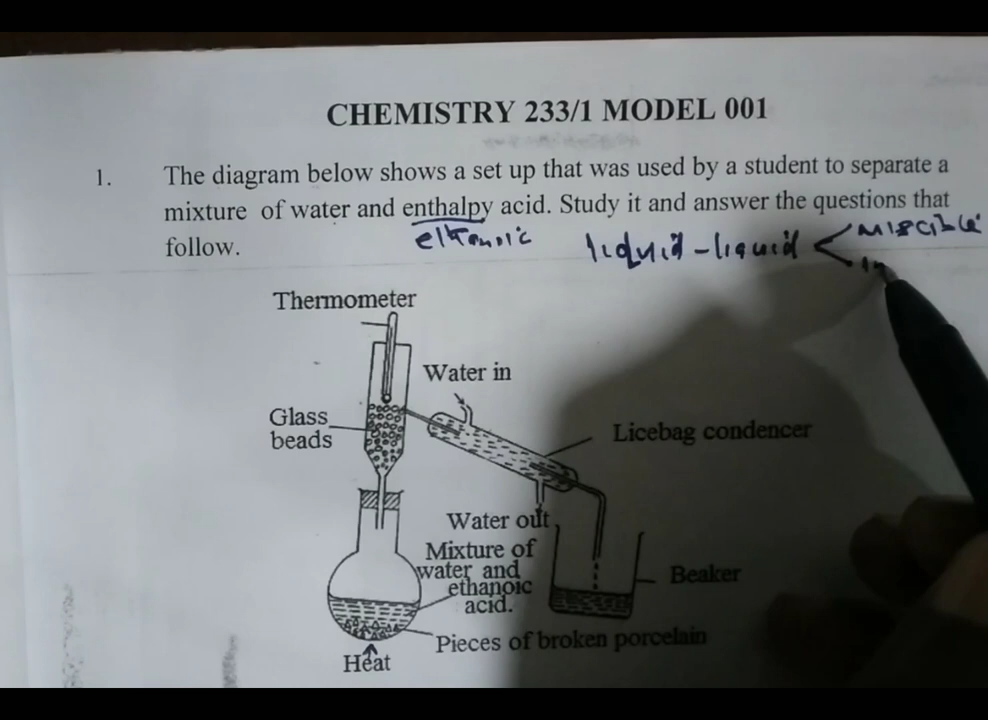 CHEMISTRY 233/1 MODEL 001
1. The diagram below shows a set up that was used by a student to separate a
mixture of water and enthalpy acid. Study it and answer the questions that
follow.
ethanoic liquid-liquid < miscible
Thermometer
Water in
Glass
beads
Licebag condencer
Water out
Mixture of
water and
ethanoic
acid.
Beaker
Pieces of broken porcelain
Heat